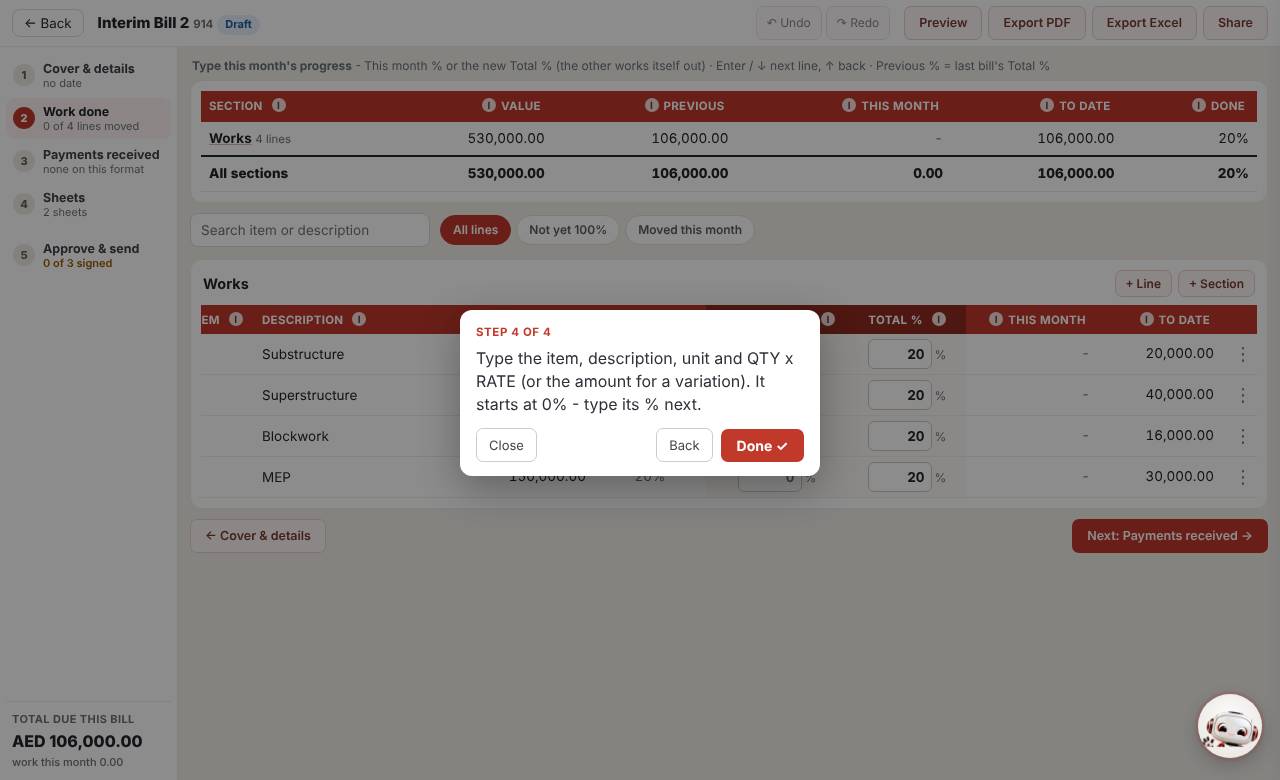 ← Back
Interim Bill 2 914 Draft
↶ Undo
↷ Redo
Preview
Export PDF
Export Excel
Share
1
Cover & details
no date
2
Work done
0 of 4 lines moved
3
Payments received
none on this format
4
Sheets
2 sheets
5
Approve & send
0 of 3 signed
Type this month's progress - This month % or the new Total % (the other works itself out) · Enter / ↓ next line, ↑ back · Previous % = last bill's Total %
SECTION VALUE PREVIOUS THIS MONTH TO DATE DONE
Works 4 lines 530,000.00 106,000.00 - 106,000.00 20%
All sections 530,000.00 106,000.00 0.00 106,000.00 20%
Search item or description
All lines
Not yet 100%
Moved this month
Works
+ Line
+ Section
EM DESCRIPTION TOTAL % THIS MONTH TO DATE
Substructure 20 % - 20,000.00 ⋮
Superstructure 20 % - 40,000.00 ⋮
Blockwork 20 % - 16,000.00 ⋮
MEP 150,000.00 20% 0 % 20 % - 30,000.00 ⋮
STEP 4 OF 4
Type the item, description, unit and QTY x
RATE (or the amount for a variation). It
starts at 0% - type its % next.
Close
Back
Done ✓
← Cover & details
Next: Payments received →
TOTAL DUE THIS BILL
AED 106,000.00
work this month 0.00